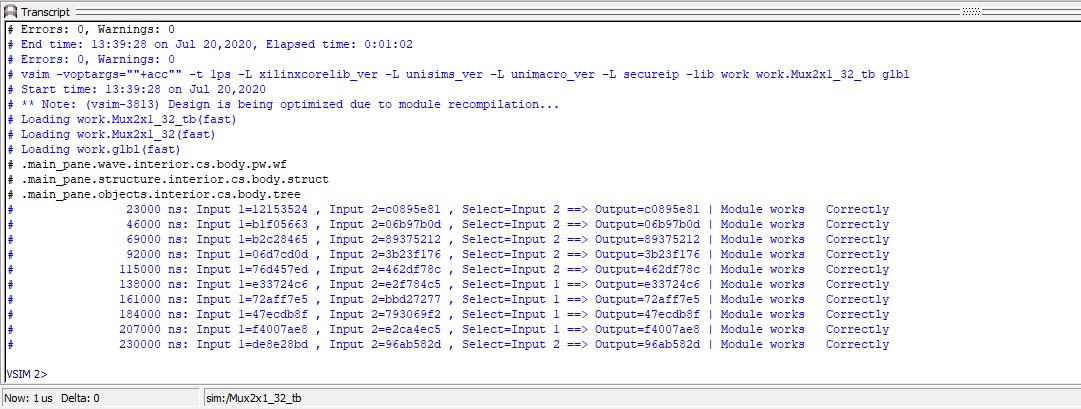 Transcript
# Errors: 0, Warnings: 0
# End time: 13:39:28 on Jul 20,2020, Elapsed time: 0:01:02
# Errors: 0, Warnings: 0
# vsim -voptargs=""+acc"" -t 1ps -L xilinxcorelib_ver -L unisims_ver -L unimacro_ver -L secureip -lib work work.Mux2x1_32_tb glbl
# Start time: 13:39:28 on Jul 20,2020
# ** Note: (vsim-3813) Design is being optimized due to module recompilation...
# Loading work.Mux2x1_32_tb(fast)
# Loading work.Mux2x1_32(fast)
# Loading work.glbl(fast)
# .main_pane.wave.interior.cs.body.pw.wf
# .main_pane.structure.interior.cs.body.struct
# .main_pane.objects.interior.cs.body.tree
# 23000 ns: Input 1=12153524 , Input 2=c0895e81 , Select=Input 2 ==> Output=c0895e81 | Module works Correctly
# 46000 ns: Input 1=b1f05663 , Input 2=06b97b0d , Select=Input 2 ==> Output=06b97b0d | Module works Correctly
# 69000 ns: Input 1=b2c28465 , Input 2=89375212 , Select=Input 2 ==> Output=89375212 | Module works Correctly
# 92000 ns: Input 1=06d7cd0d , Input 2=3b23f176 , Select=Input 2 ==> Output=3b23f176 | Module works Correctly
# 115000 ns: Input 1=76d457ed , Input 2=462df78c , Select=Input 2 ==> Output=462df78c | Module works Correctly
# 138000 ns: Input 1=e33724c6 , Input 2=e2f784c5 , Select=Input 1 ==> Output=e33724c6 | Module works Correctly
# 161000 ns: Input 1=72aff7e5 , Input 2=bbd27277 , Select=Input 1 ==> Output=72aff7e5 | Module works Correctly
# 184000 ns: Input 1=47ecdb8f , Input 2=793069f2 , Select=Input 1 ==> Output=47ecdb8f | Module works Correctly
# 207000 ns: Input 1=f4007ae8 , Input 2=e2ca4ec5 , Select=Input 1 ==> Output=f4007ae8 | Module works Correctly
# 230000 ns: Input 1=de8e28bd , Input 2=96ab582d , Select=Input 2 ==> Output=96ab582d | Module works Correctly
VSIM 2>
Now: 1 us Delta: 0 sim:/Mux2x1_32_tb